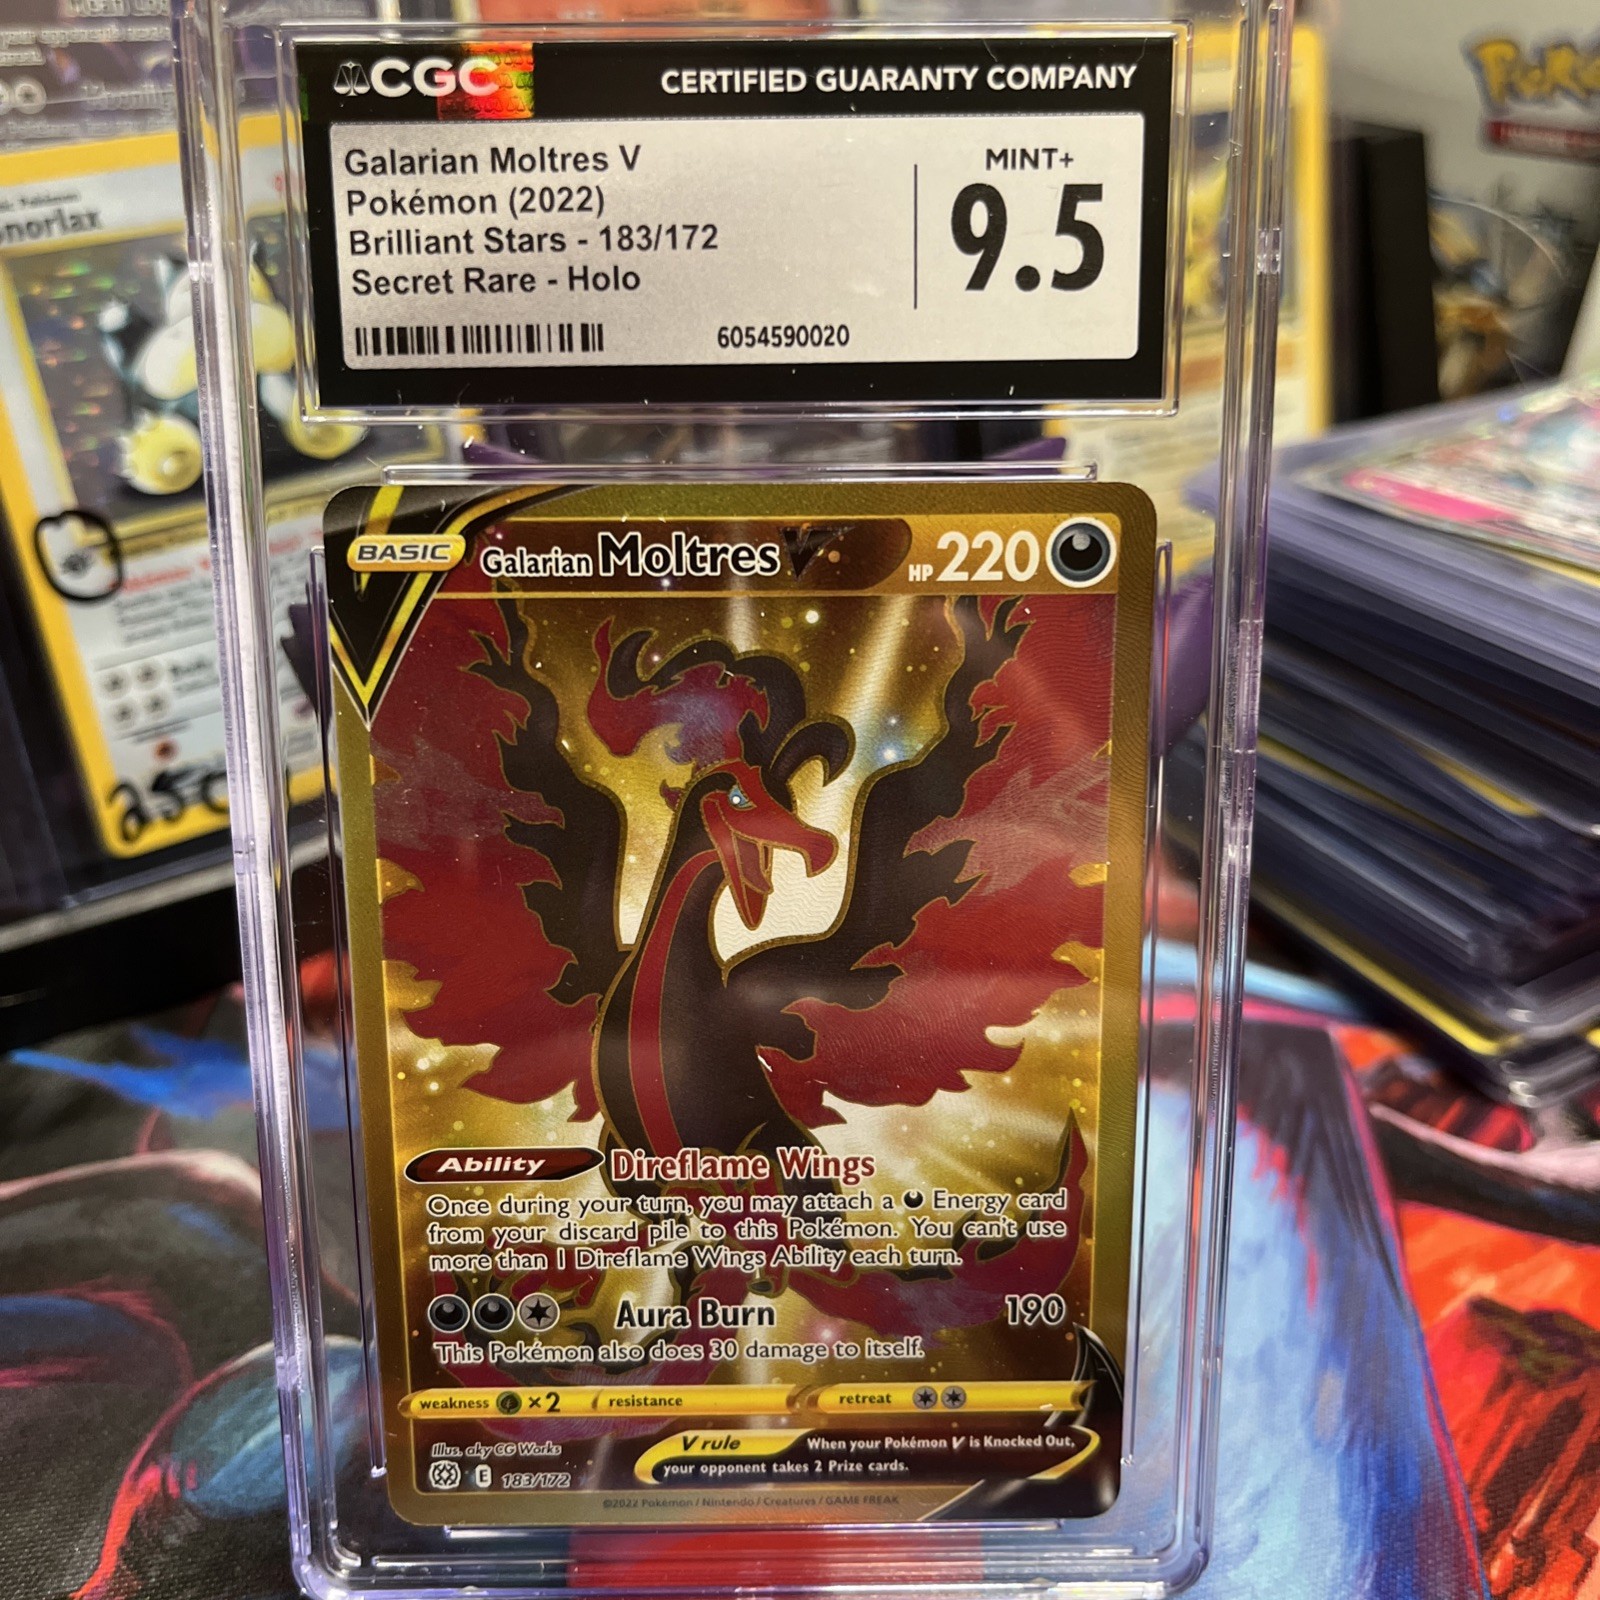 CGC
CERTIFIED GUARANTY COMPANY
Galarian Moltres V
Pokémon (2022)
Brilliant Stars - 183/172
Secret Rare - Holo
MINT+
9.5
6054590020
BASIC
Galarian Moltres V
HP 220
Ability Direflame Wings
Once during your turn, you may attach a Energy card
from your discard pile to this Pokémon. You can't use
more than 1 Direflame Wings Ability each turn.
Aura Burn 190
This Pokémon also does 30 damage to itself.
weakness ×2 resistance retreat
Illus. aky CG Works
V rule When your Pokémon V is Knocked Out,
your opponent takes 2 Prize cards.
E 183/172
©2022 Pokémon / Nintendo / Creatures / GAME FREAK
norlax